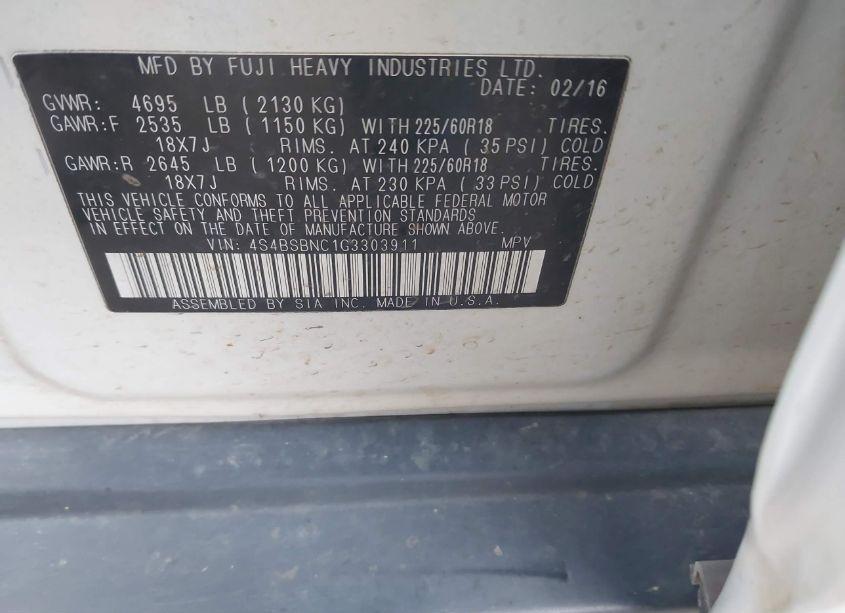 MFD BY FUJI HEAVY INDUSTRIES LTD.
DATE: 02/16
GVWR: 4695 LB ( 2130 KG)
GAWR:F 2535 LB ( 1150 KG) WITH 225/60R18 TIRES.
18X7J RIMS. AT 240 KPA ( 35 PSI) COLD
GAWR:R 2645 LB ( 1200 KG) WITH 225/60R18 TIRES.
18X7J RIMS. AT 230 KPA ( 33 PSI) COLD
THIS VEHICLE CONFORMS TO ALL APPLICABLE FEDERAL MOTOR
VEHICLE SAFETY AND THEFT PREVENTION STANDARDS
IN EFFECT ON THE DATE OF MANUFACTURE SHOWN ABOVE.
VIN: 4S4BSBNC1G3303911 MPV
ASSEMBLED BY SIA INC. MADE IN U.S.A.